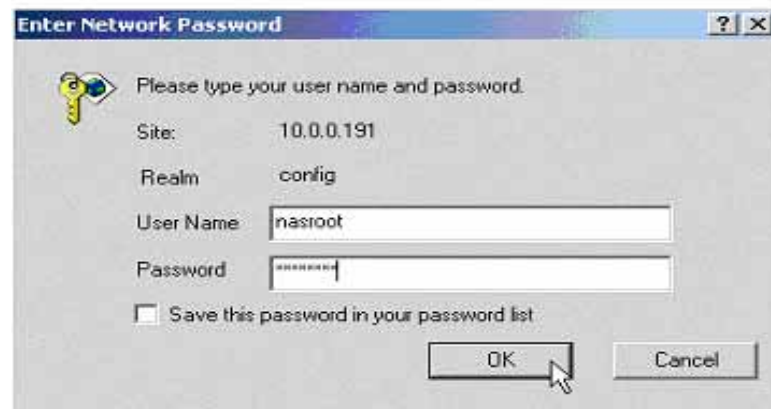 Enter Network Password
? ×
Please type your user name and password.
Site: 10.0.0.191
Realm config
User Name nasroot
Password ********
Save this password in your password list
OK Cancel